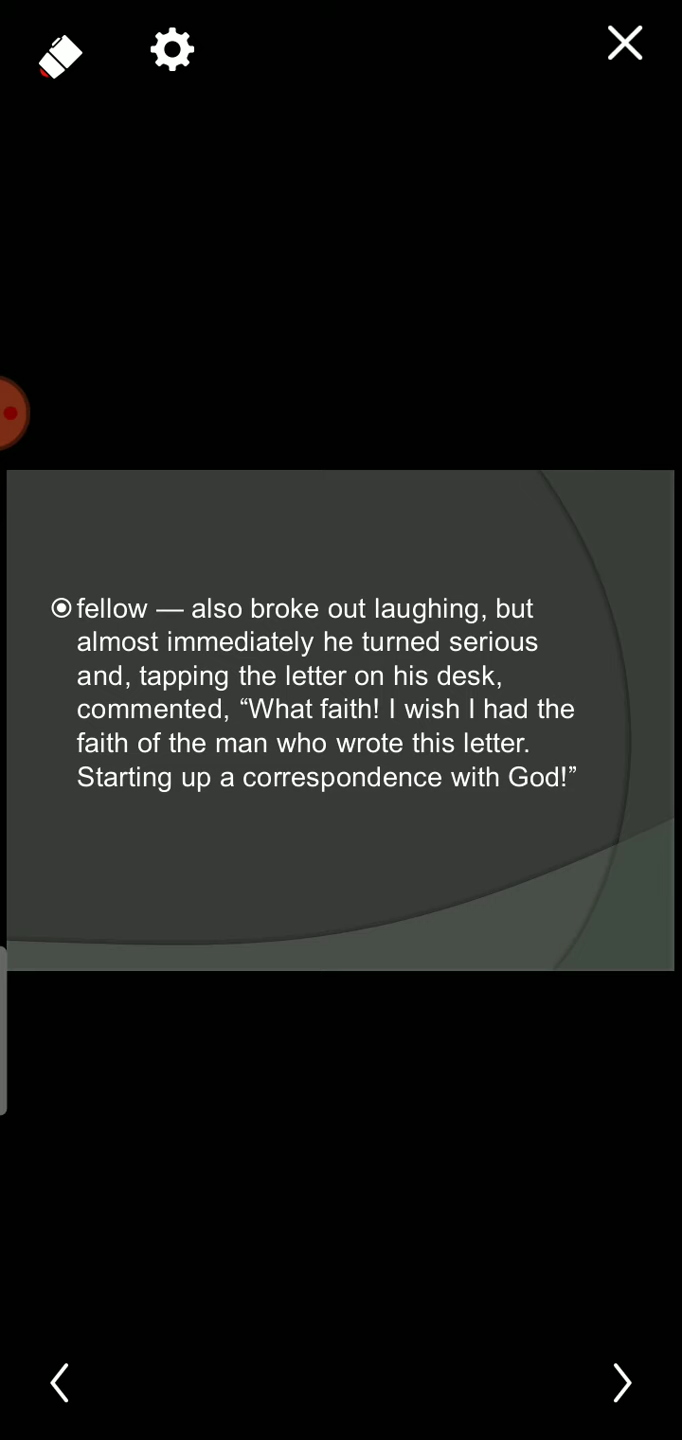 fellow — also broke out laughing, but
almost immediately he turned serious
and, tapping the letter on his desk,
commented, “What faith! I wish I had the
faith of the man who wrote this letter.
Starting up a correspondence with God!”